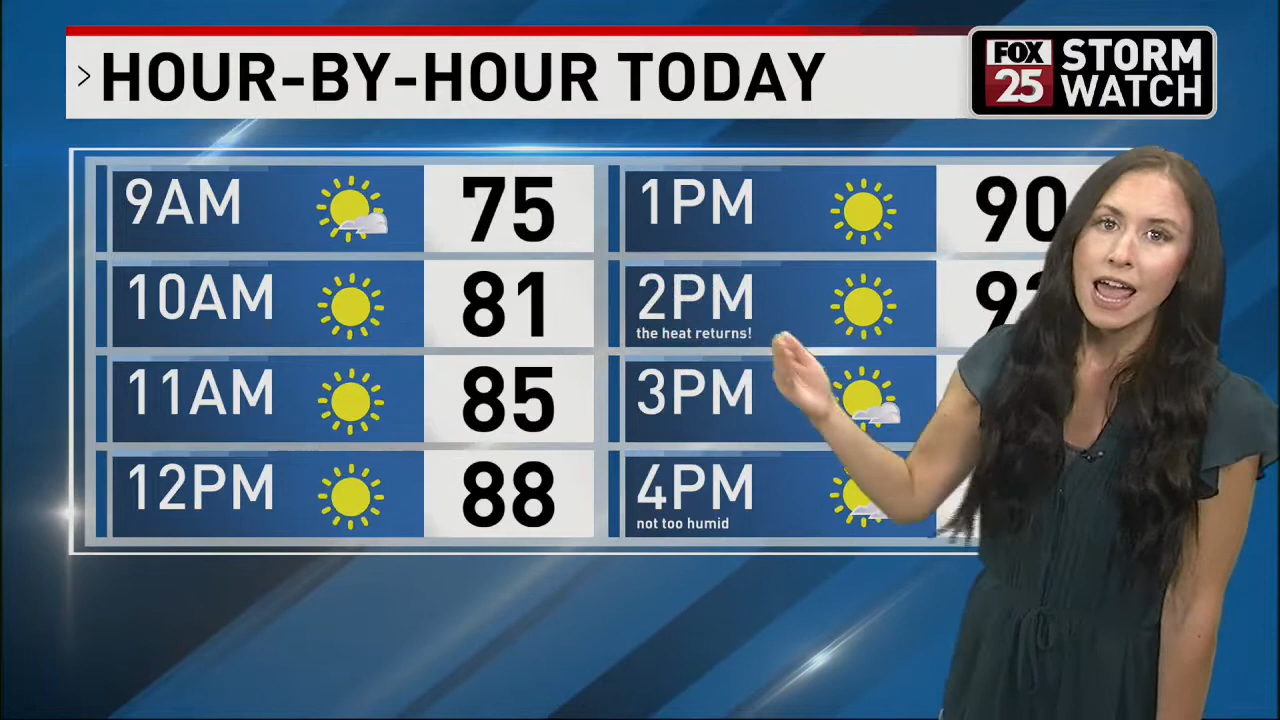 > HOUR-BY-HOUR TODAY
FOX
25
STORM
WATCH
9AM 75
10AM 81
11AM 85
12PM 88
1PM 90
2PM
the heat returns!
3PM
4PM
not too humid